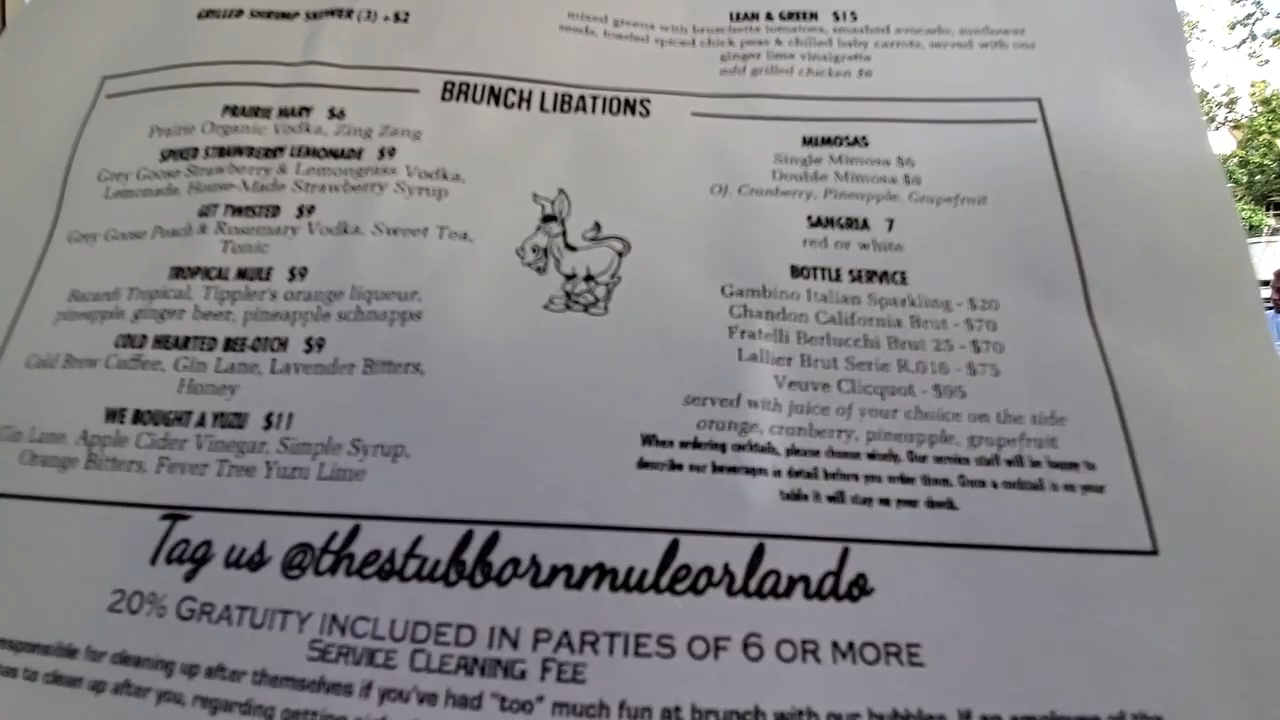 GRILLED SHRIMP SKEWER (3) +$2
LEAN & GREEN $15
mixed greens with bruschetta tomatoes, smashed avocado, sunflower
seeds, toasted spiced chick peas & chilled baby carrots, served with our
ginger lime vinaigrette
add grilled chicken $6
BRUNCH LIBATIONS
PRAIRIE MARY $6
Prairie Organic Vodka, Zing Zang
SPIKED STRAWBERRY LEMONADE $9
Grey Goose Strawberry & Lemongrass Vodka,
Lemonade, House-Made Strawberry Syrup
GET TWISTED $9
Grey Goose Peach & Rosemary Vodka, Sweet Tea,
Tonic
TROPICAL MULE $9
Bacardi Tropical, Tippler's orange liqueur,
pineapple, ginger beer, pineapple schnapps
COLD HEARTED BEE-OTCH $9
Cold Brew Coffee, Gin Lane, Lavender Bitters,
Honey
WE BOUGHT A YUZU $11
Gin Lane, Apple Cider Vinegar, Simple Syrup,
Orange Bitters, Fever Tree Yuzu Lime
MIMOSAS
Single Mimosa $6
Double Mimosa $8
OJ, Cranberry, Pineapple, Grapefruit
SANGRIA 7
red or white
BOTTLE SERVICE
Gambino Italian Sparkling - $20
Chandon California Brut - $70
Fratelli Berlucchi Brut 25 - $70
Lallier Brut Serie R.016 - $75
Veuve Clicquot - $95
served with juice of your choice on the side
orange, cranberry, pineapple, grapefruit
When ordering cocktails, please choose wisely. Our service staff will be happy to
describe our beverages in detail before you order them. Once a cocktail is on your
table it will stay on your check.
Tag us @thestubbornmuleorlando
20% GRATUITY INCLUDED IN PARTIES OF 6 OR MORE
SERVICE CLEANING FEE
responsible for cleaning up after themselves if you've had "too" much fun at brunch with our bubbles. If an employee of the
has to clean up after you, regarding getting